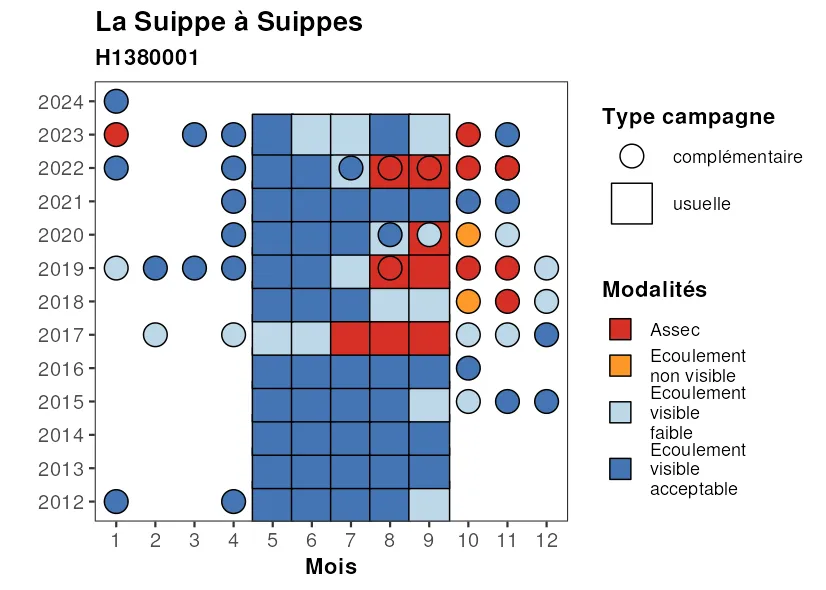 La Suippe à Suippes
H1380001
2024
2023
2022
2021
2020
2019
2018
2017
2016
2015
2014
2013
2012
1 2 3 4 5 6 7 8 9 10 11 12
Mois
Type campagne
complémentaire
usuelle
Modalités
Assec
Ecoulement
non visible
Ecoulement
visible
faible
Ecoulement
visible
acceptable